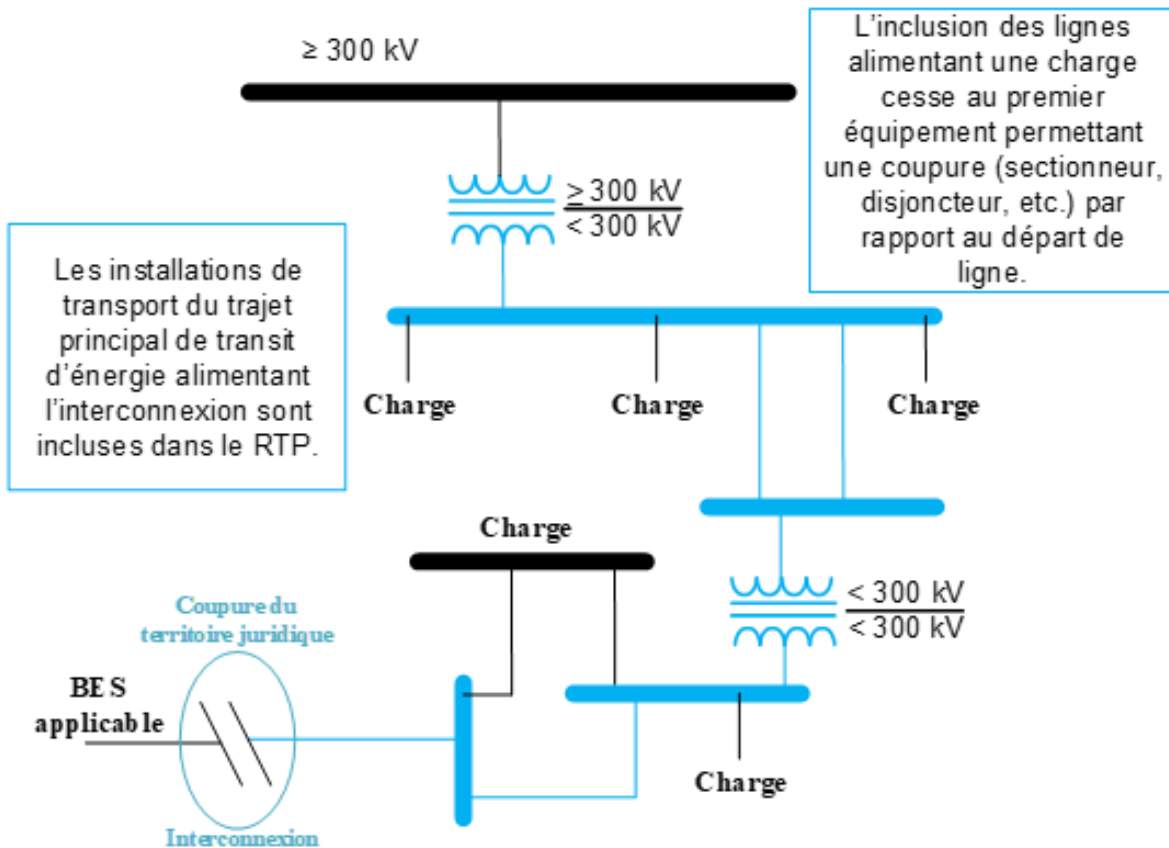 ≥ 300 kV
L'inclusion des lignes
alimentant une charge
cesse au premier
équipement permettant
une coupure (sectionneur,
disjoncteur, etc.) par
rapport au départ de
ligne.
≥ 300 kV
< 300 kV
Les installations de
transport du trajet
principal de transit
d'énergie alimentant
l'interconnexion sont
incluses dans le RTP.
Charge
Charge
Charge
Charge
< 300 kV
< 300 kV
Coupure du
territoire juridique
BES
applicable
Charge
Interconnexion